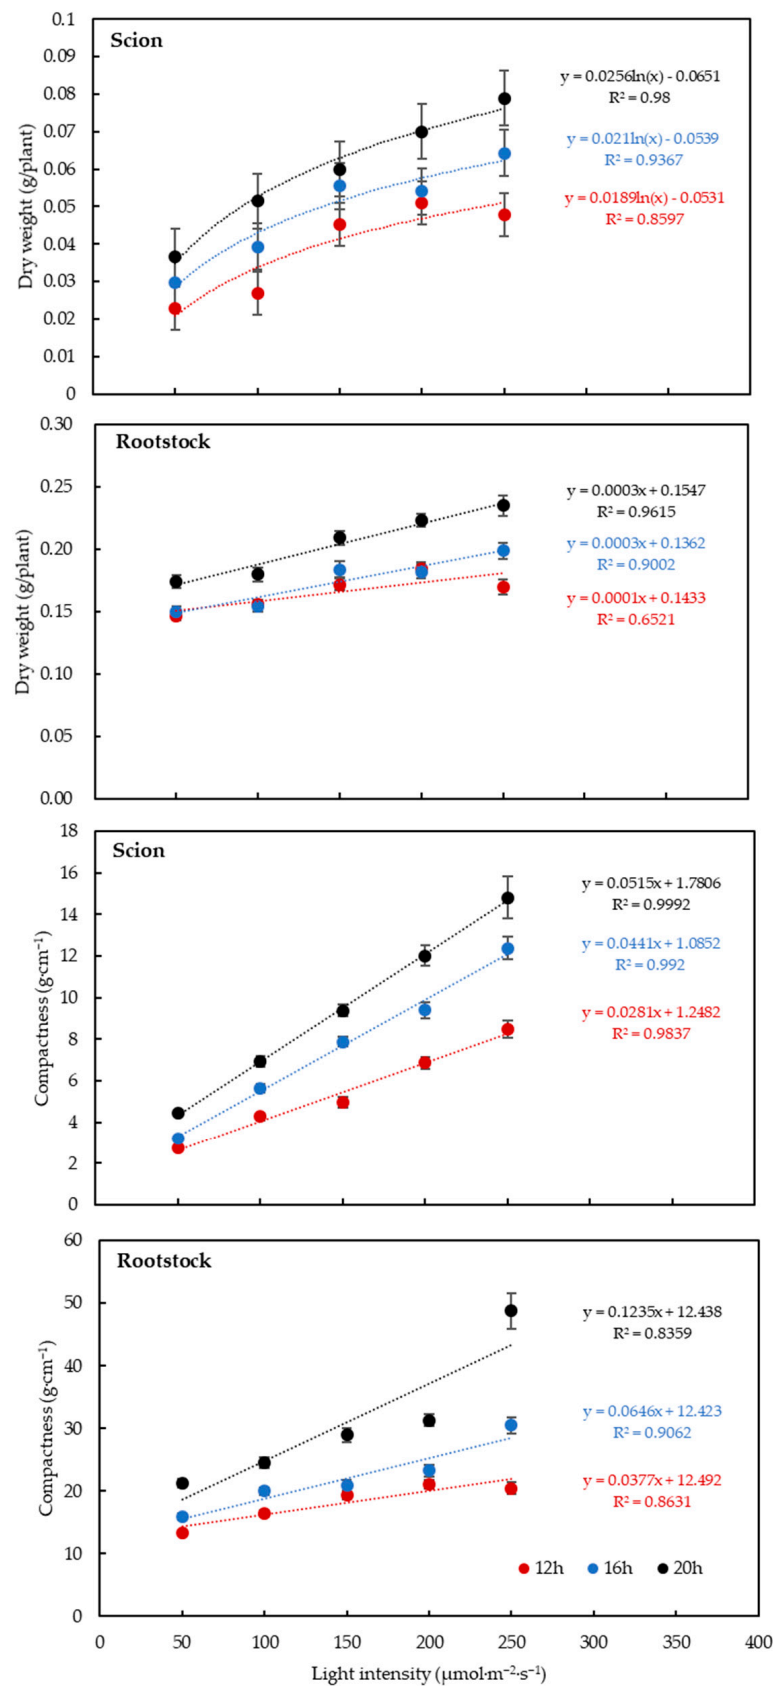 0.1
Scion
0.09
y = 0.0256ln(x) - 0.0651
R² = 0.98
0.08
0.07
y = 0.021ln(x) - 0.0539
R² = 0.9367
0.06
0.05
y = 0.0189ln(x) - 0.0531
R² = 0.8597
0.04
0.03
0.02
0.01
0
Dry weight (g/plant)
0.30
Rootstock
0.25
y = 0.0003x + 0.1547
R² = 0.9615
0.20
y = 0.0003x + 0.1362
R² = 0.9002
0.15
y = 0.0001x + 0.1433
R² = 0.6521
0.10
0.05
0.00
Dry weight (g/plant)
18
Scion
16
y = 0.0515x + 1.7806
R² = 0.9992
14
12
y = 0.0441x + 1.0852
R² = 0.992
10
8
y = 0.0281x + 1.2482
R² = 0.9837
6
4
2
0
Compactness (g·cm⁻¹)
60
Rootstock
50
y = 0.1235x + 12.438
R² = 0.8359
40
30
y = 0.0646x + 12.423
R² = 0.9062
20
y = 0.0377x + 12.492
R² = 0.8631
10
12h 16h 20h
0
Compactness (g·cm⁻¹)
0 50 100 150 200 250 300 350 400
Light intensity (µmol·m⁻²·s⁻¹)